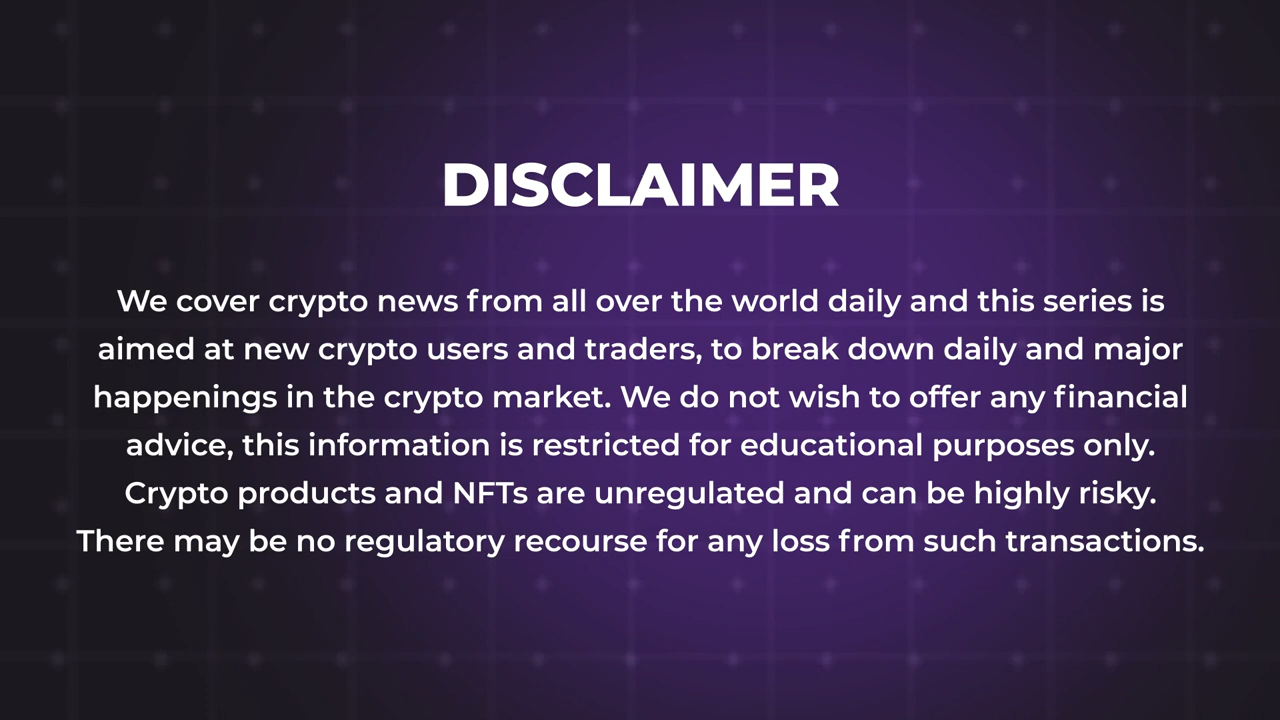 DISCLAIMER
We cover crypto news from all over the world daily and this series is
aimed at new crypto users and traders, to break down daily and major
happenings in the crypto market. We do not wish to offer any financial
advice, this information is restricted for educational purposes only.
Crypto products and NFTs are unregulated and can be highly risky.
There may be no regulatory recourse for any loss from such transactions.